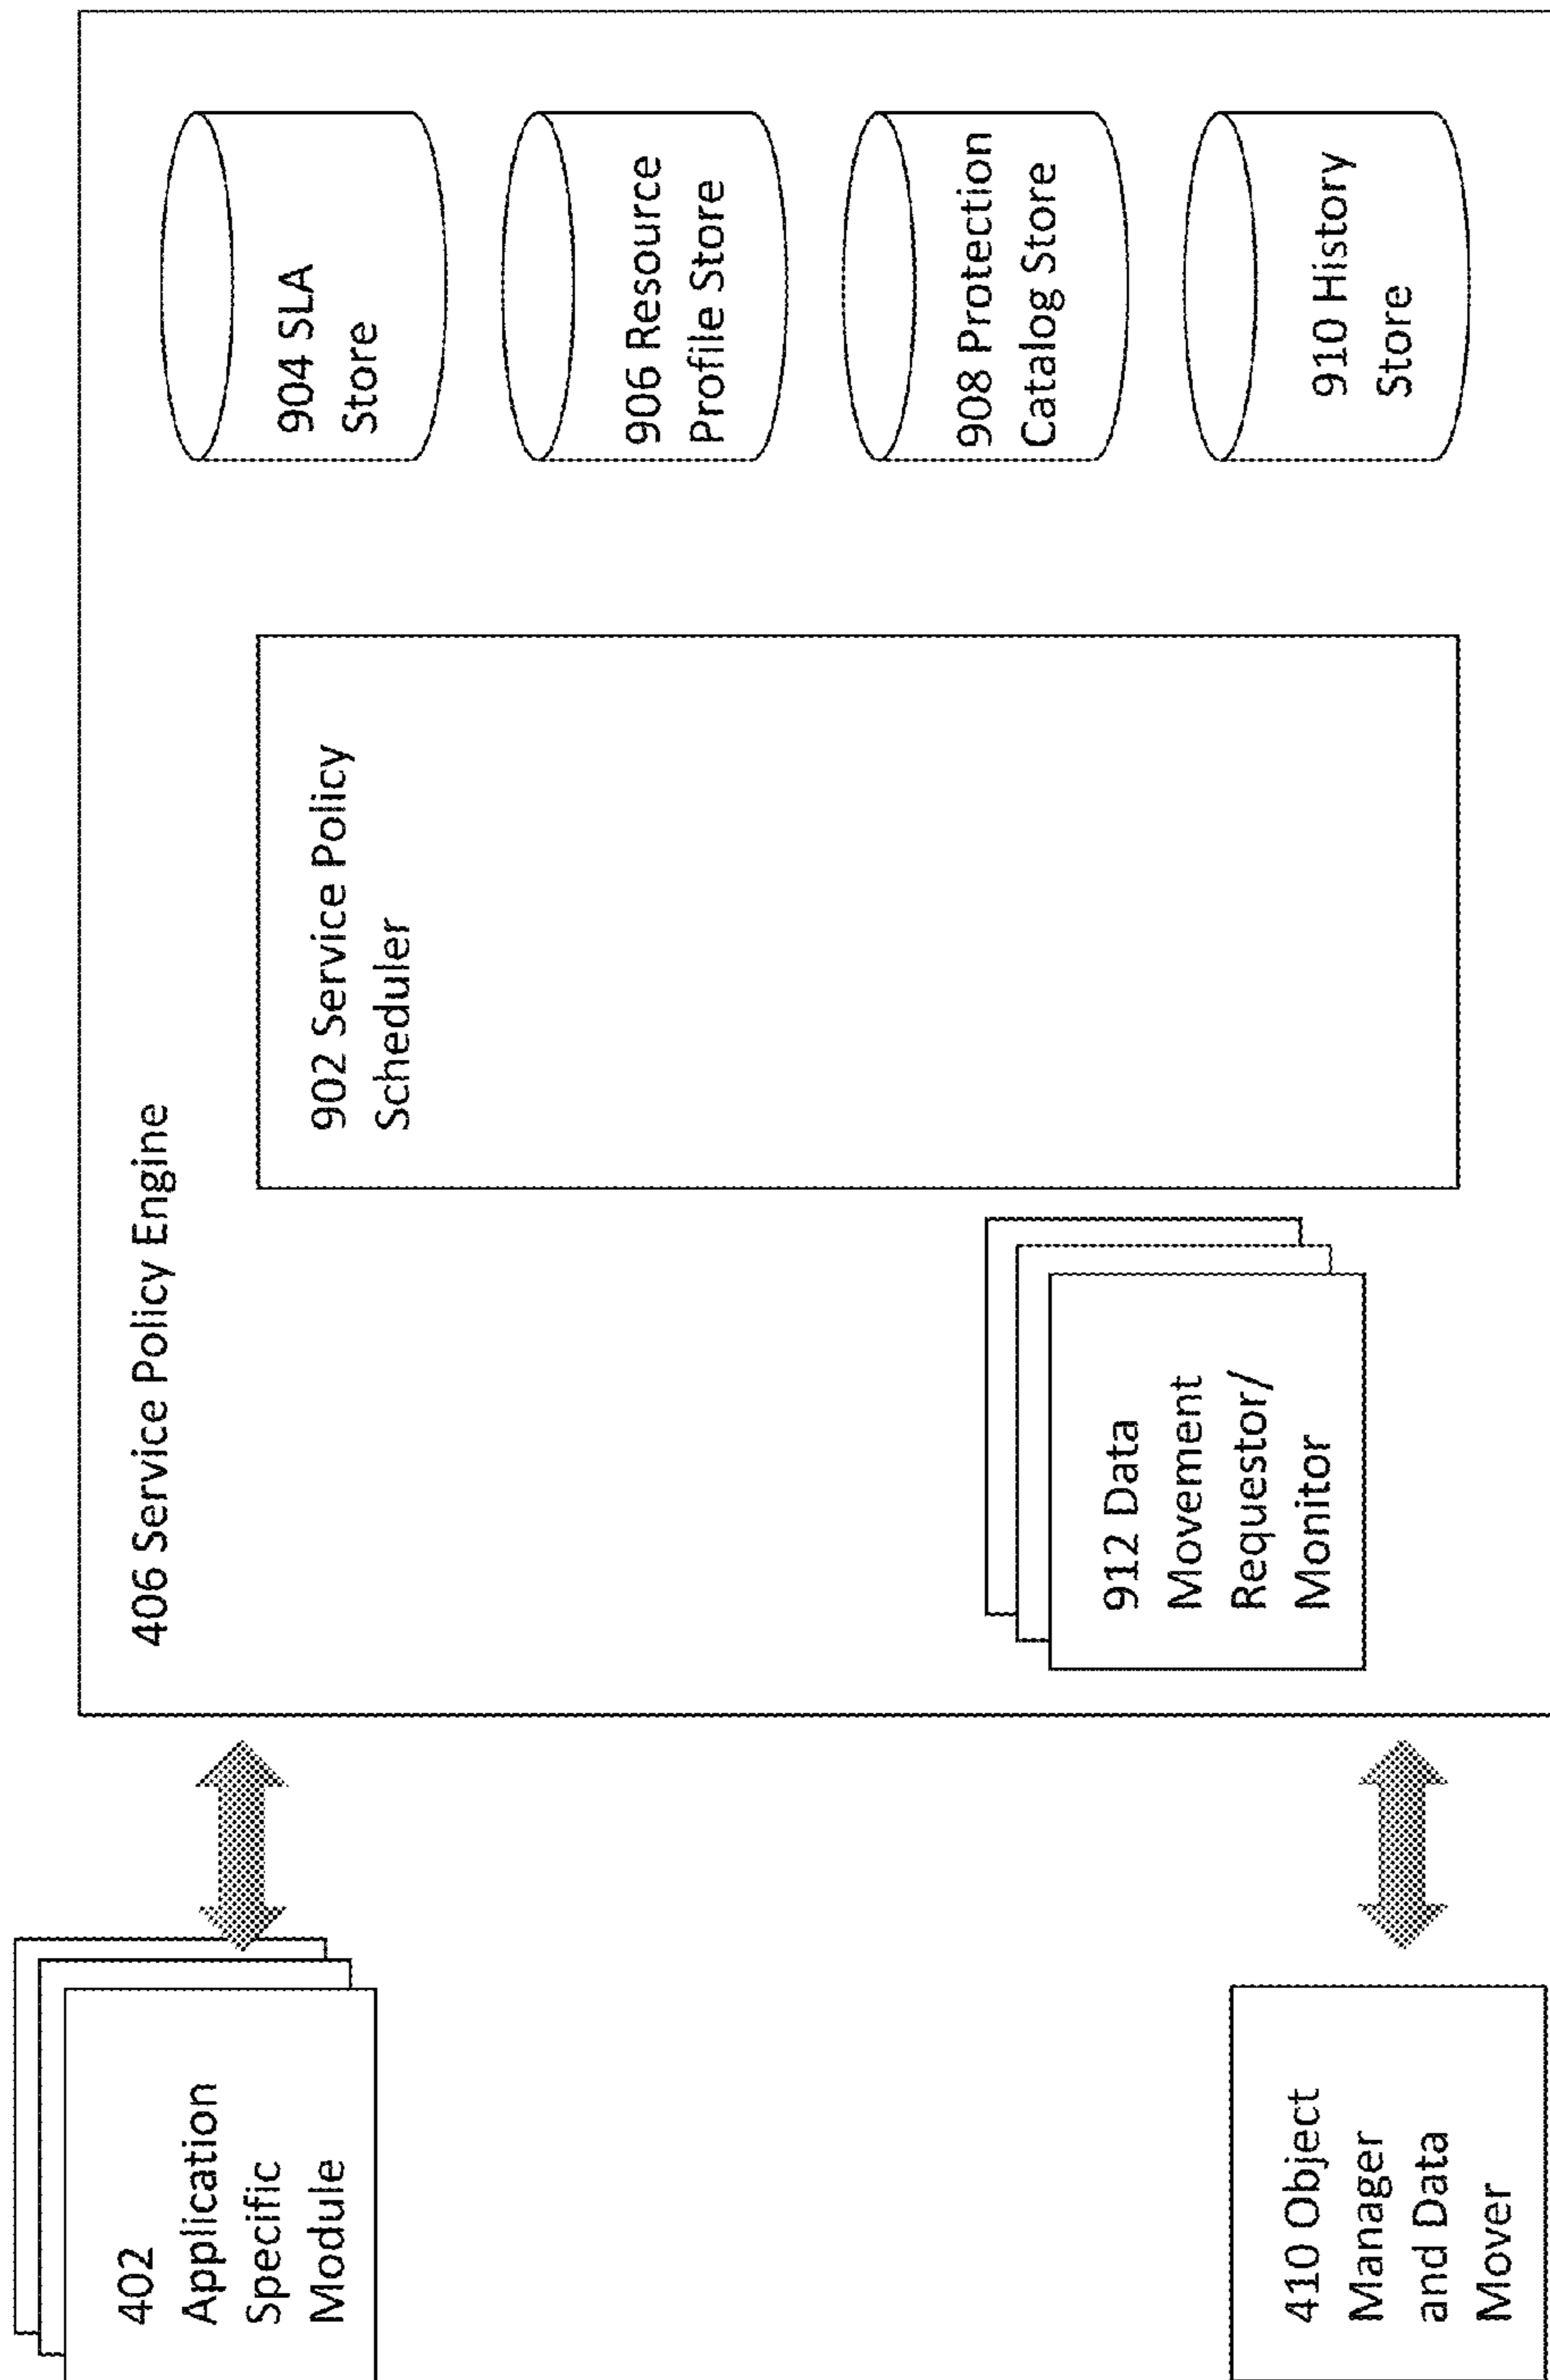 406 Service Policy Engine
402
Application
Specific
Module
902 Service Policy
Scheduler
904 SLA
Store
906 Resource
Profile Store
908 Protection
Catalog Store
910 History
Store
912 Data
Movement
Requestor/
Monitor
410 Object
Manager
and Data
Mover